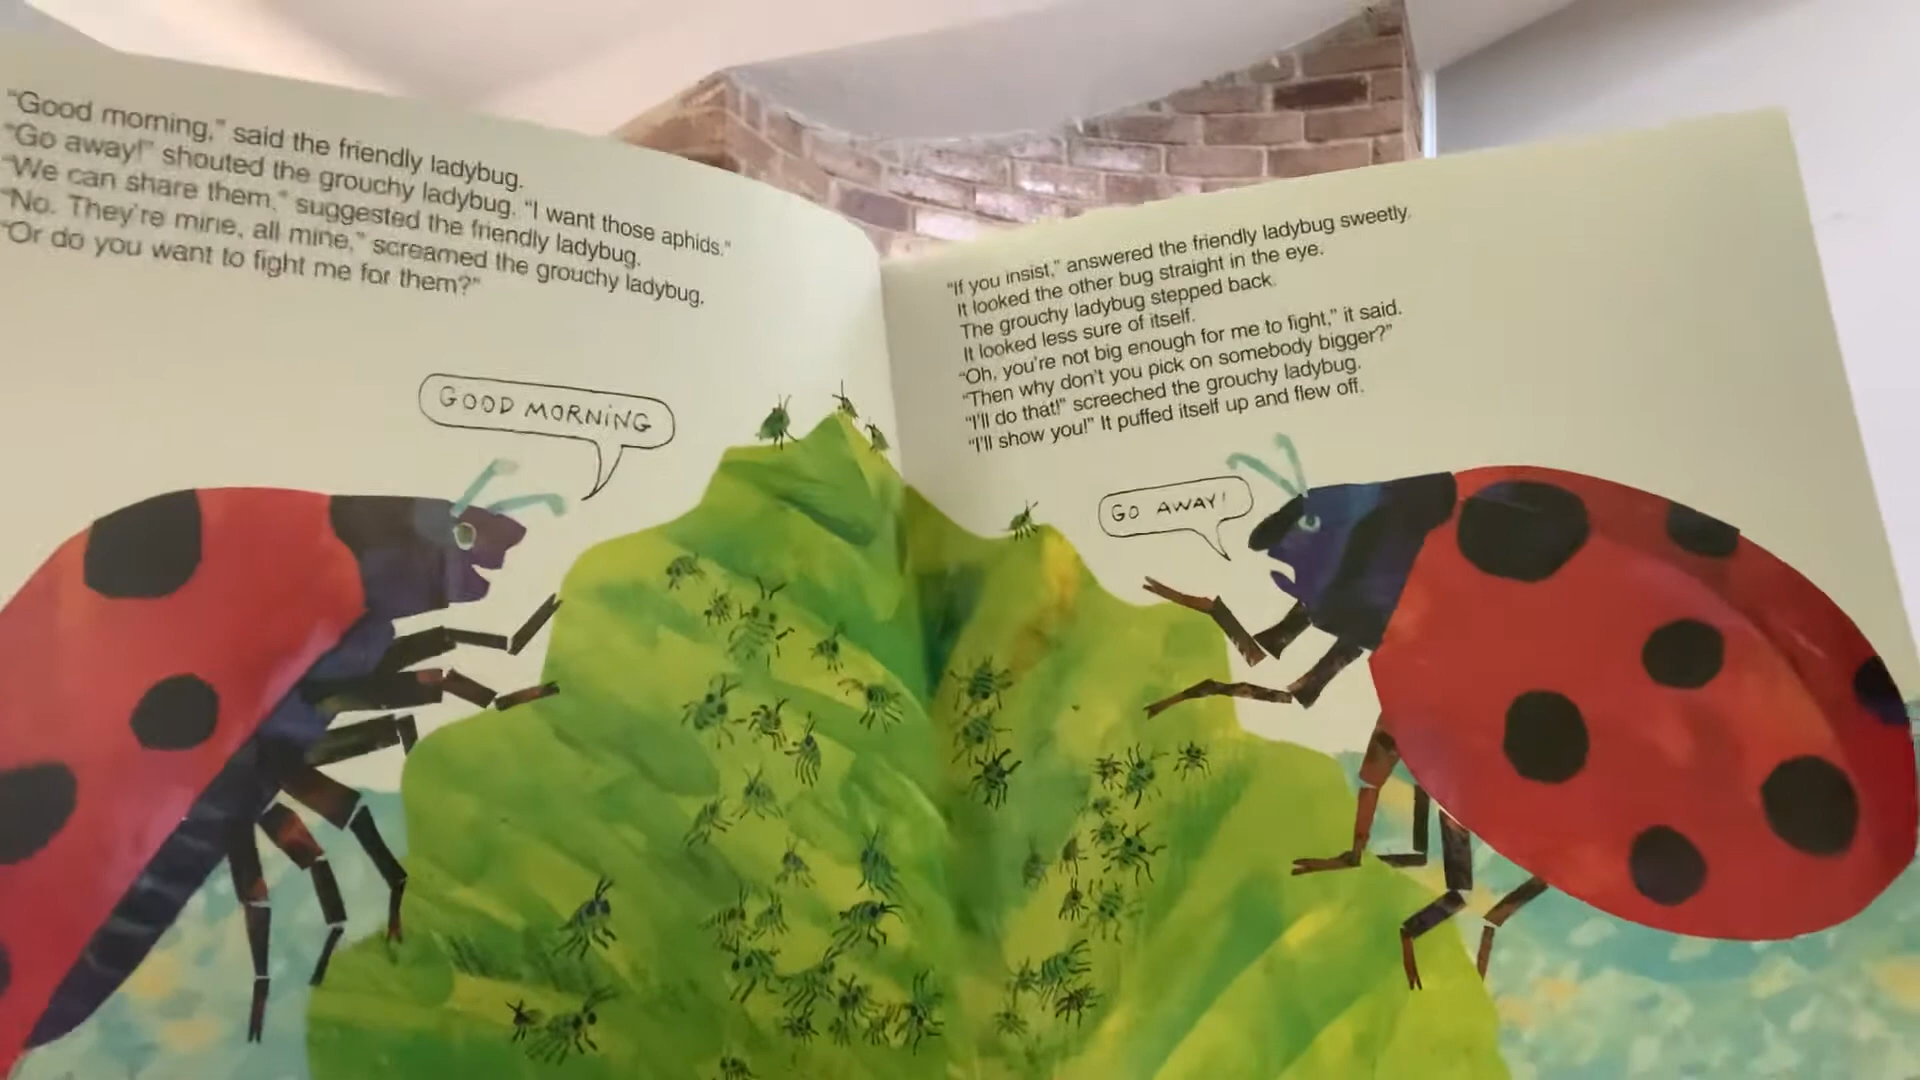 “Good morning,” said the friendly ladybug.
“Go away!” shouted the grouchy ladybug. “I want those aphids.”
“We can share them,” suggested the friendly ladybug.
“No. They’re mine, all mine,” screamed the grouchy ladybug.
“Or do you want to fight me for them?”
GOOD MORNING
“If you insist,” answered the friendly ladybug sweetly.
It looked the other bug straight in the eye.
The grouchy ladybug stepped back.
It looked less sure of itself.
“Oh, you’re not big enough for me to fight,” it said.
“Then why don’t you pick on somebody bigger?”
“I’ll do that!” screeched the grouchy ladybug.
“I’ll show you!” It puffed itself up and flew off.
GO AWAY!